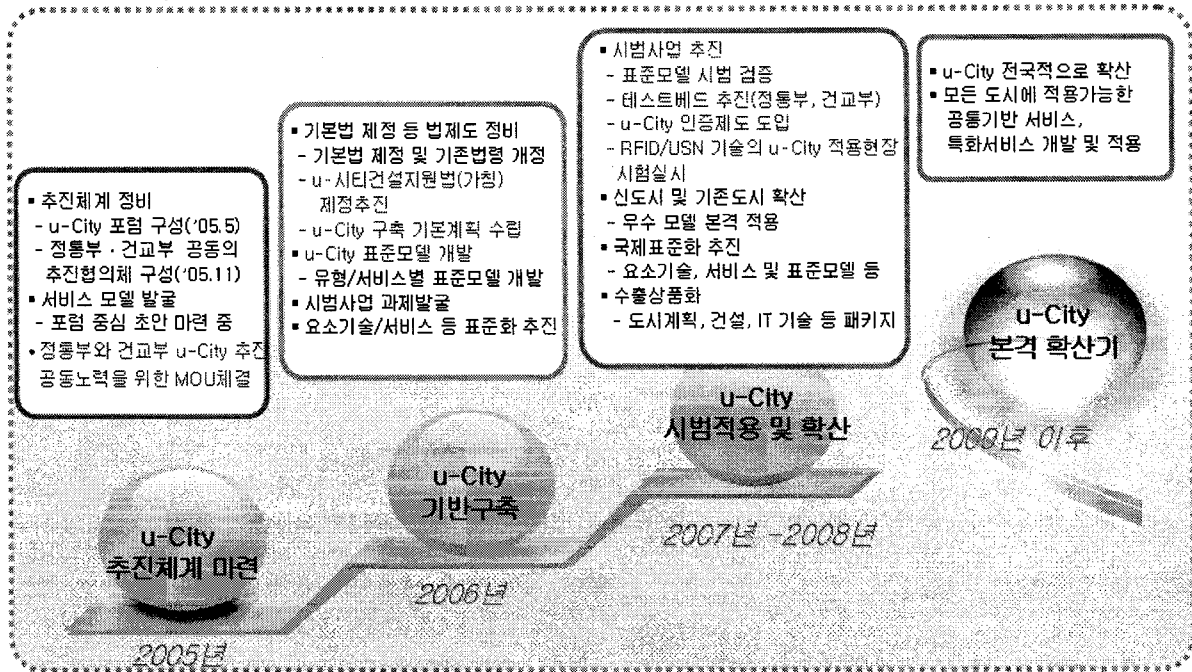 ▪ 추진체계 정비
- u-City 포럼 구성('05.5)
- 정통부·건교부 공동의
추진협의체 구성('05.11)
▪ 서비스 모델 발굴
- 포럼 중심 초안 마련 중
• 정통부와 건교부 u-City 추진
공동노력을 위한 MOU체결
u-City
추진체계 마련
2005년
▪ 기본법 제정 등 법제도 정비
- 기본법 제정 및 기존법령 개정
- u-시티건설지원법(가칭)
제정추진
- u-City 구축 기본계획 수립
▪ u-City 표준모델 개발
- 유형/서비스별 표준모델 개발
▪ 시범사업 과제발굴
▪ 요소기술/서비스 등 표준화 추진
u-City
기반구축
2006년
▪ 시범사업 추진
- 표준모델 시범 검증
- 테스트베드 추진(정통부, 건교부)
- u-City 인증제도 도입
- RFID/USN 기술의 u-City 적용현장
시험실시
▪ 신도시 및 기존도시 확산
- 우수 모델 본격 적용
▪ 국제표준화 추진
- 요소기술, 서비스 및 표준모델 등
▪ 수출상품화
- 도시계획, 건설, IT 기술 등 패키지
u-City
시범적용 및 확산
2007년 -2008년
▪ u-City 전국적으로 확산
▪ 모든 도시에 적용가능한
공통기반 서비스,
특화서비스 개발 및 적용
u-City
본격 확산기
2009년 이후